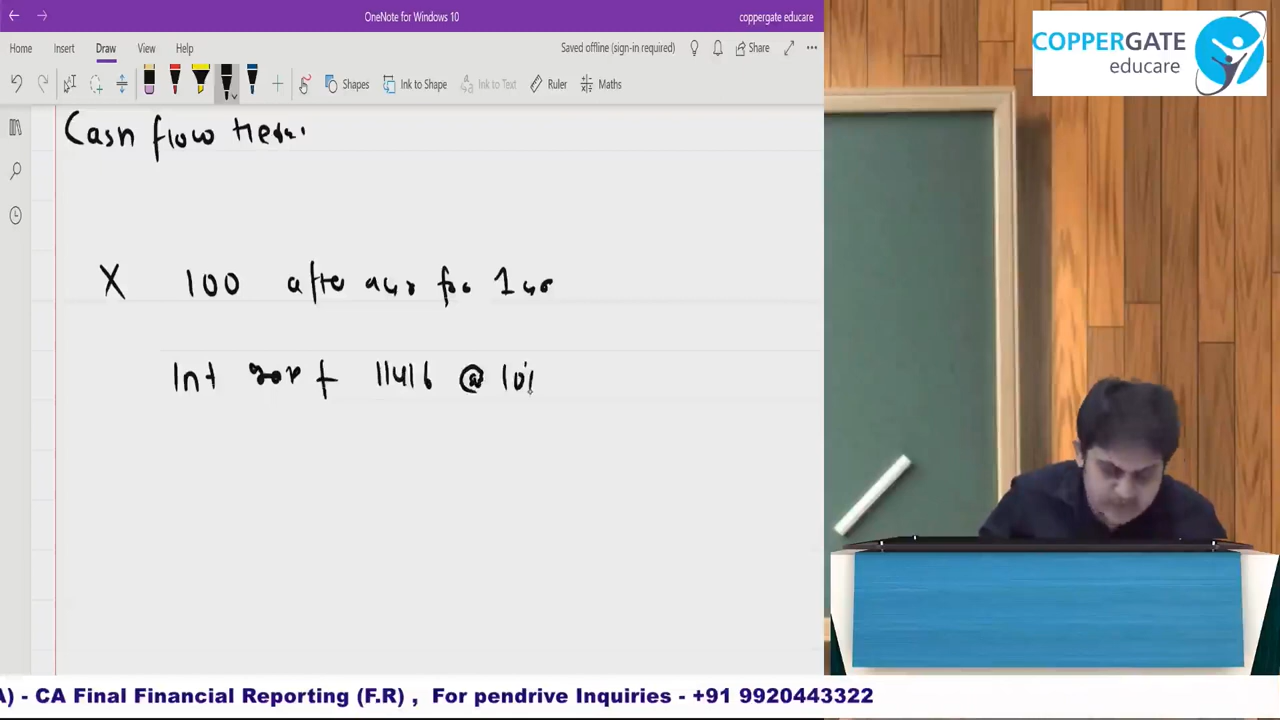 OneNote for Windows 10
coppergate educare
Home Insert Draw View Help
Saved offline (sign-in required)
Share
Shapes
Ink to Shape
Ink to Text
Ruler
Maths
COPPERGATE
educare
Cash flow
X 100 after for 1
Int @ 10%
A) - CA Final Financial Reporting (F.R) , For pendrive Inquiries - +91 9920443322